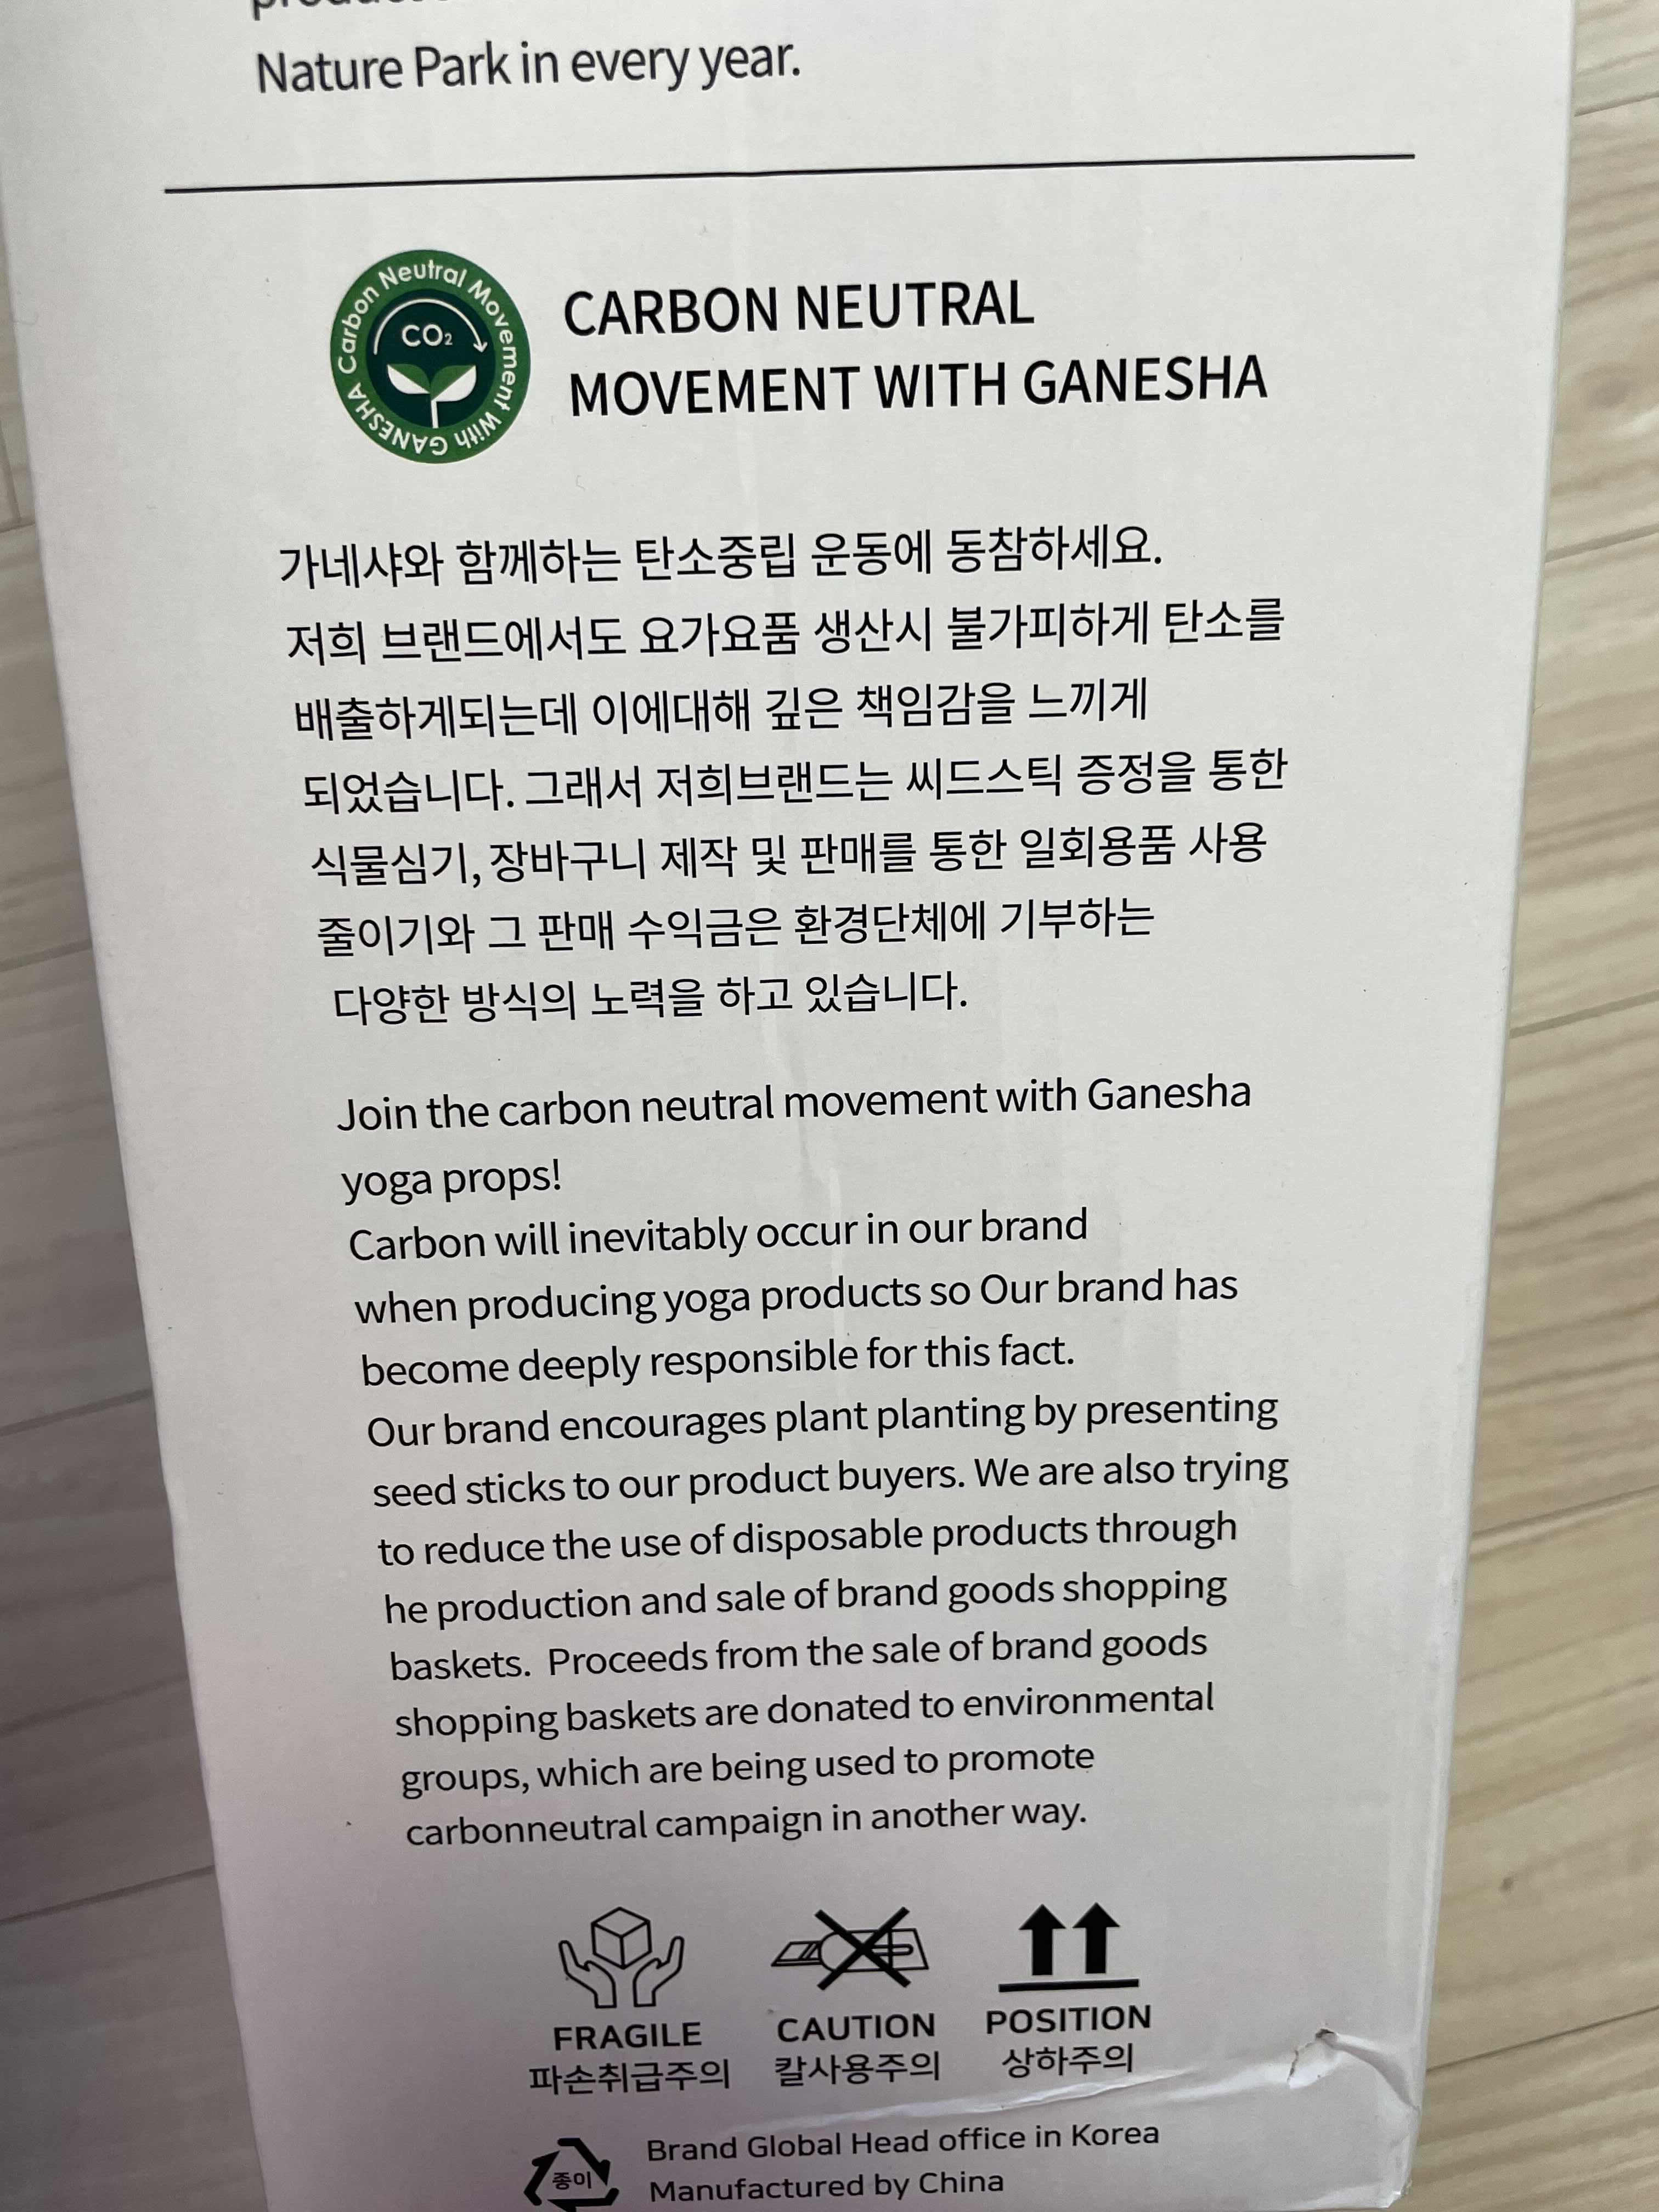 Nature Park in every year.
Carbon Neutral Movement With GANESHA
CO₂
CARBON NEUTRAL
MOVEMENT WITH GANESHA
가네샤와 함께하는 탄소중립 운동에 동참하세요.
저희 브랜드에서도 요가요품 생산시 불가피하게 탄소를
배출하게되는데 이에대해 깊은 책임감을 느끼게
되었습니다. 그래서 저희브랜드는 씨드스틱 증정을 통한
식물심기, 장바구니 제작 및 판매를 통한 일회용품 사용
줄이기와 그 판매 수익금은 환경단체에 기부하는
다양한 방식의 노력을 하고 있습니다.
Join the carbon neutral movement with Ganesha
yoga props!
Carbon will inevitably occur in our brand
when producing yoga products so Our brand has
become deeply responsible for this fact.
Our brand encourages plant planting by presenting
seed sticks to our product buyers. We are also trying
to reduce the use of disposable products through
he production and sale of brand goods shopping
baskets. Proceeds from the sale of brand goods
shopping baskets are donated to environmental
groups, which are being used to promote
carbonneutral campaign in another way.
FRAGILE
파손취급주의
CAUTION
칼사용주의
POSITION
상하주의
종이
Brand Global Head office in Korea
Manufactured by China